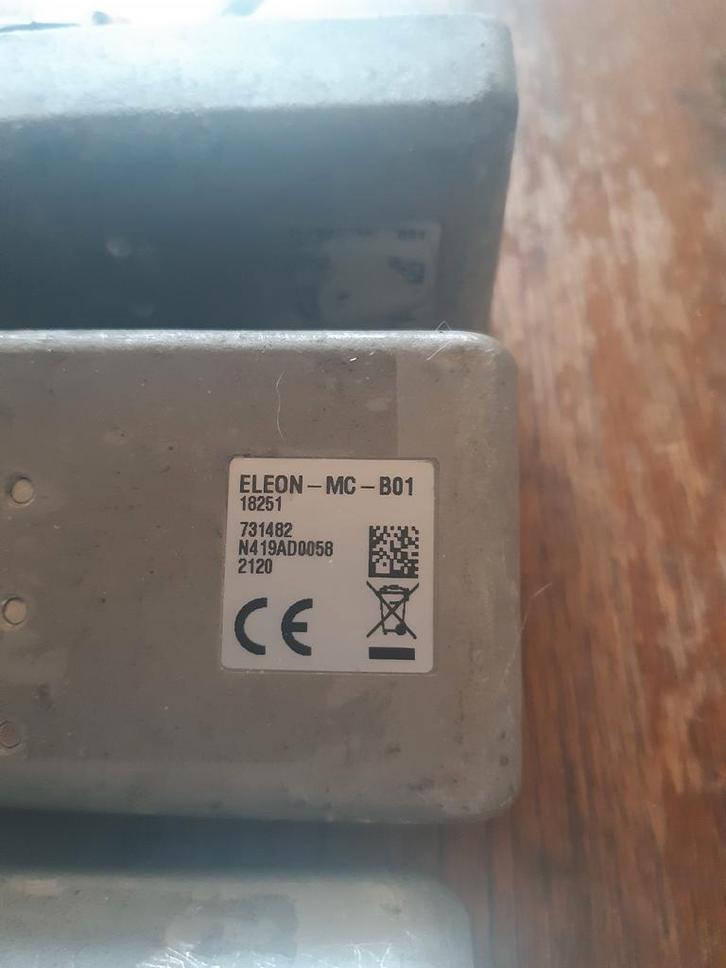 ELEON-MC-B01
18251
731482
N419AD0058
2120
CE